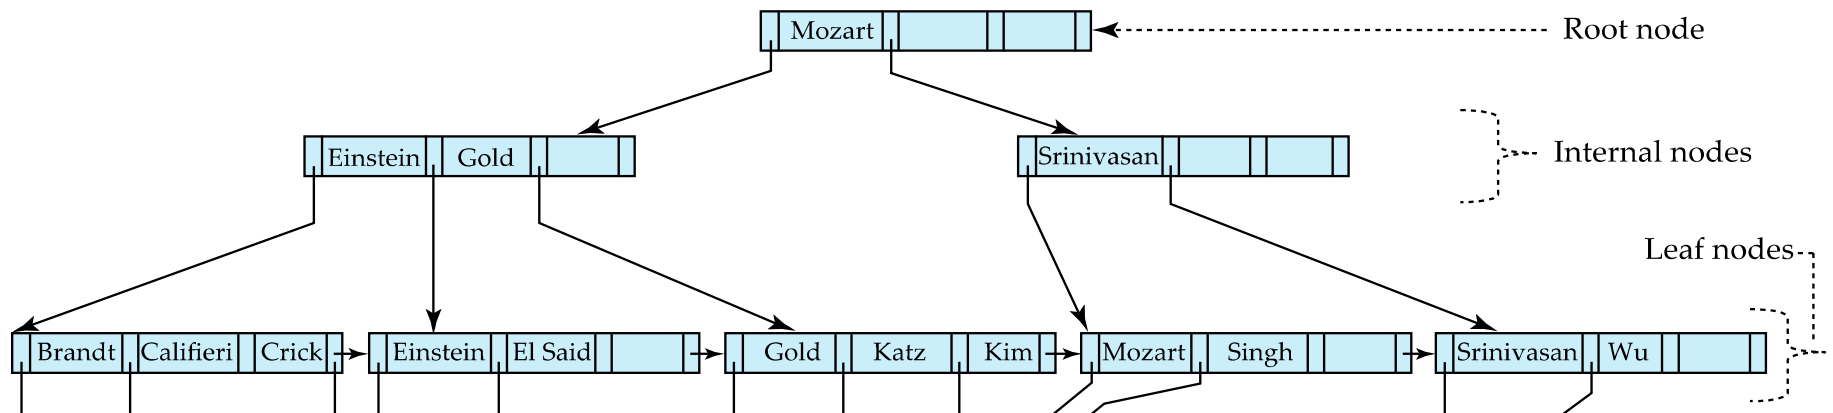 Mozart
Root node
Einstein Gold
Srinivasan
Internal nodes
Leaf nodes
Brandt Califieri Crick
Einstein El Said
Gold Katz Kim
Mozart Singh
Srinivasan Wu